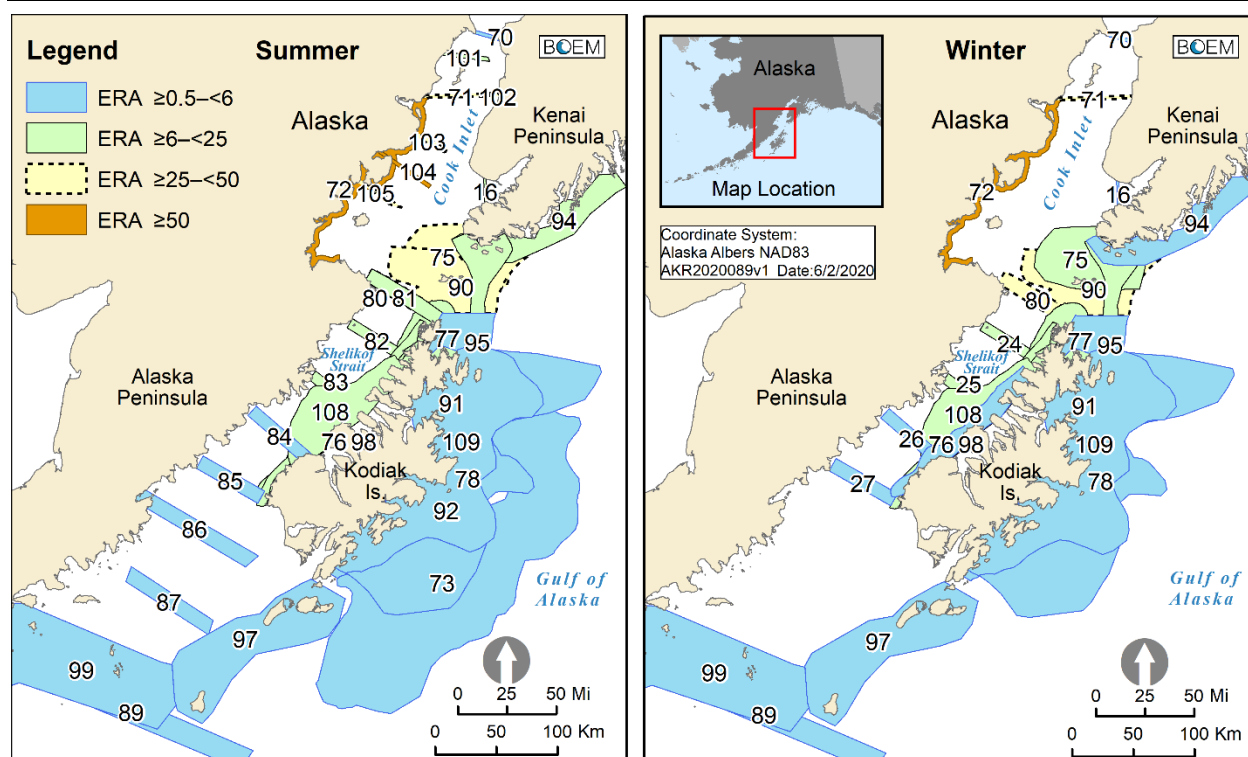 Legend
Summer
BOEM
ERA ≥0.5–<6
ERA ≥6–<25
ERA ≥25–<50
ERA ≥50
70
101
71
102
Alaska
Kenai
Peninsula
Cook Inlet
103
104
72
105
16
94
75
90
80
81
82
77
95
Shelikof
Strait
83
Alaska
Peninsula
108
91
84
76
98
109
Kodiak
Is.
78
85
92
86
73
87
Gulf of
Alaska
97
99
89
0 25 50 Mi
0 50 100 Km
Winter
BOEM
Alaska
Map Location
Coordinate System:
Alaska Albers NAD83
AKR2020089v1 Date:6/2/2020
70
71
Alaska
Kenai
Peninsula
Cook Inlet
72
16
94
75
90
80
24
77
95
Shelikof
Strait
25
Alaska
Peninsula
108
91
26
76
98
109
Kodiak
Is.
78
27
Gulf of
Alaska
97
99
89
0 25 50 Mi
0 50 100 Km